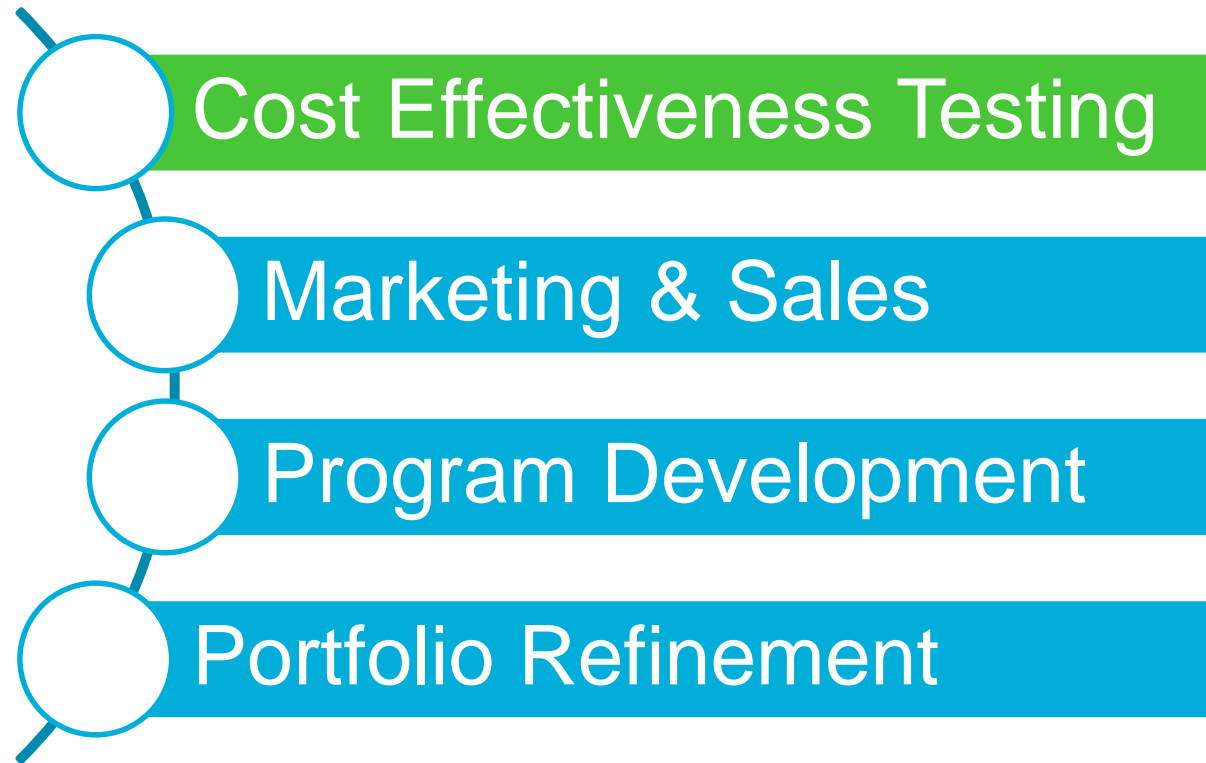 Cost Effectiveness Testing
Marketing & Sales
Program Development
Portfolio Refinement